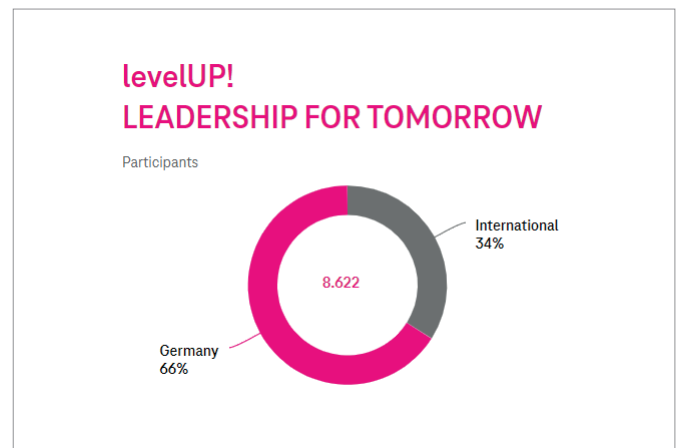 levelUP!
LEADERSHIP FOR TOMORROW
Participants
International
34%
8.622
Germany
66%